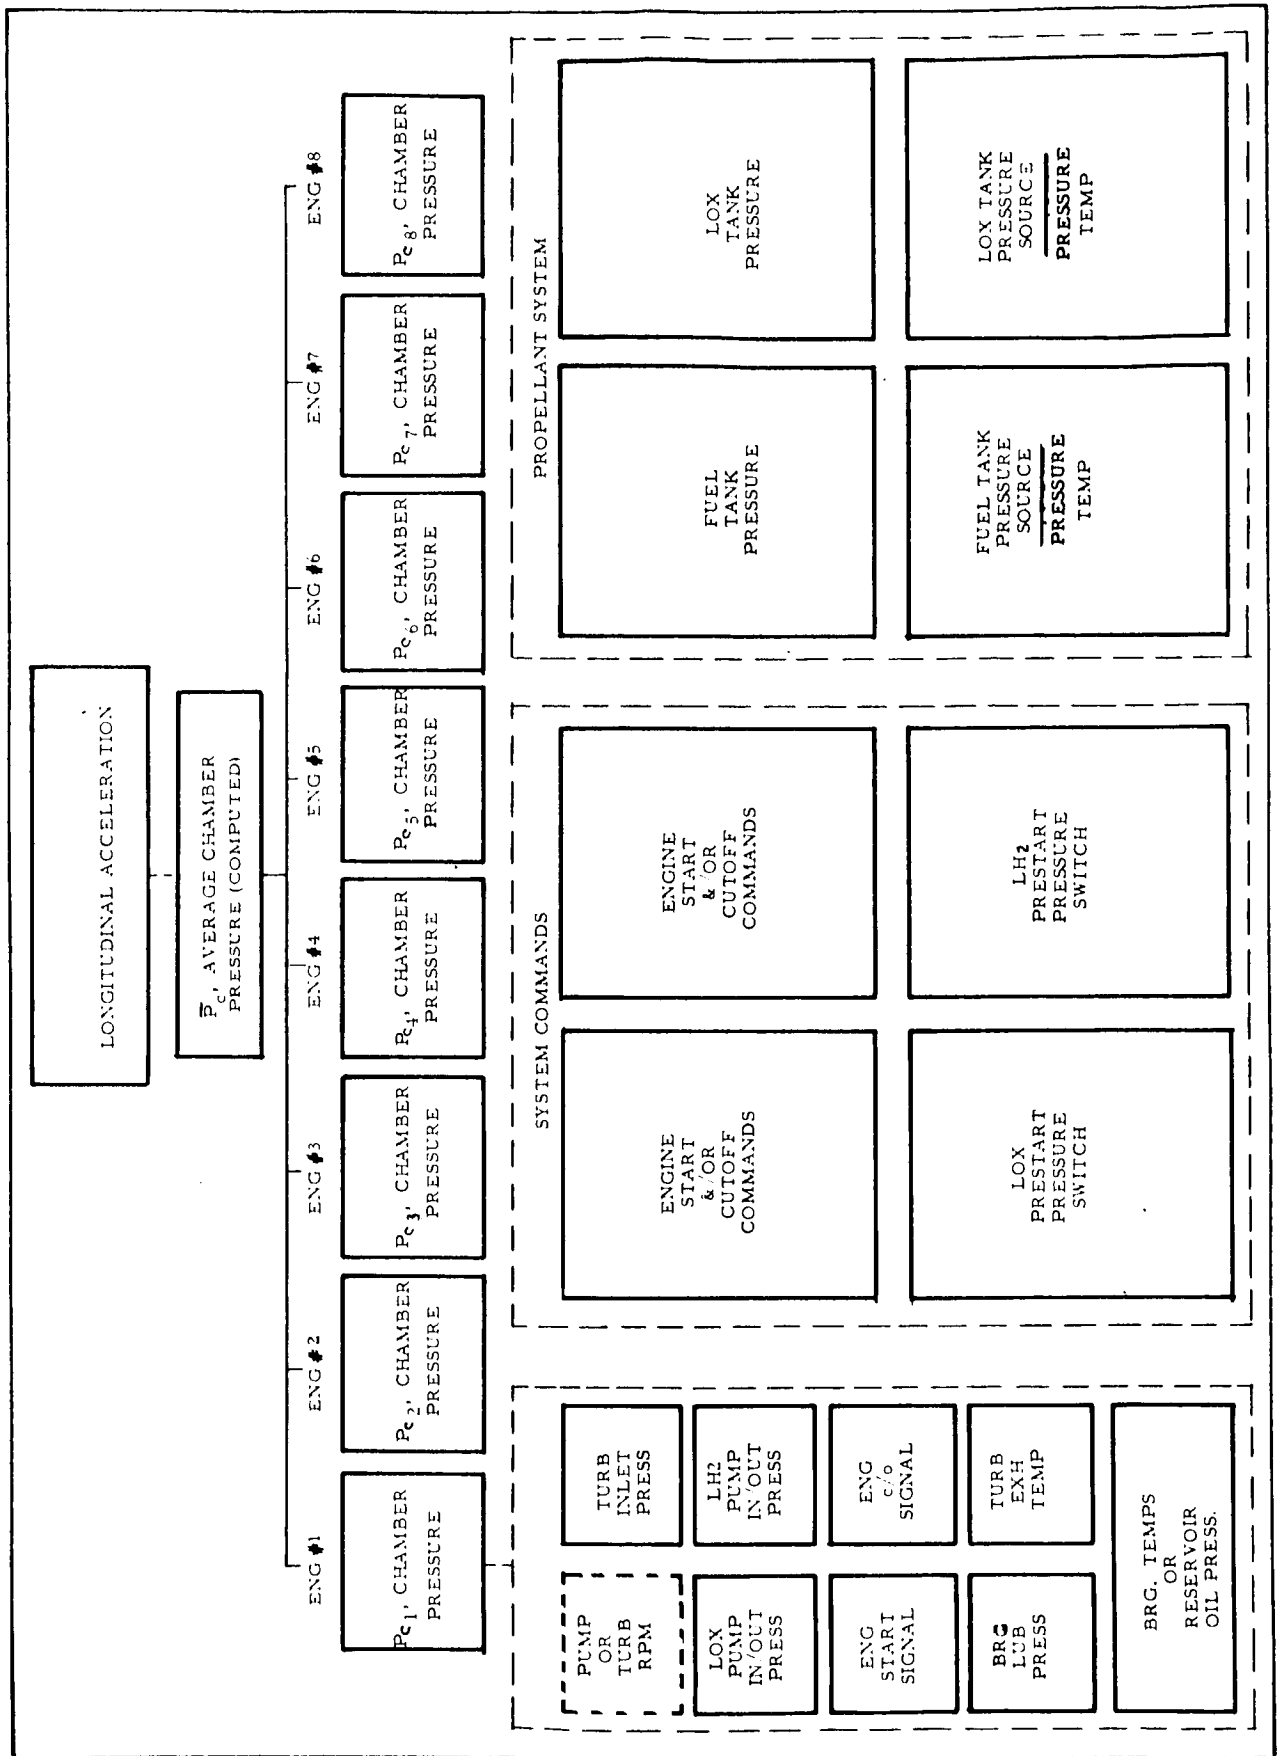 LONGITUDINAL ACCELERATION
P̅c, AVERAGE CHAMBER
PRESSURE (COMPUTED)
ENG #1
ENG #2
ENG #3
ENG #4
ENG #5
ENG #6
ENG #7
ENG #8
Pc1, CHAMBER
PRESSURE
Pc2, CHAMBER
PRESSURE
Pc3, CHAMBER
PRESSURE
Pc4, CHAMBER
PRESSURE
Pc5, CHAMBER
PRESSURE
Pc6, CHAMBER
PRESSURE
Pc7, CHAMBER
PRESSURE
Pc8, CHAMBER
PRESSURE
PUMP
OR
TURB
RPM
TURB
INLET
PRESS
LOX
PUMP
IN/OUT
PRESS
LH2
PUMP
IN/OUT
PRESS
ENG
START
SIGNAL
ENG
c/o
SIGNAL
BRG
LUB
PRESS
TURB
EXH
TEMP
BRG. TEMPS
OR
RESERVOIR
OIL PRESS.
SYSTEM COMMANDS
ENGINE
START
&/OR
CUTOFF
COMMANDS
ENGINE
START
&/OR
CUTOFF
COMMANDS
LOX
PRESTART
PRESSURE
SWITCH
LH2
PRESTART
PRESSURE
SWITCH
PROPELLANT SYSTEM
FUEL
TANK
PRESSURE
LOX
TANK
PRESSURE
FUEL TANK
PRESSURE
SOURCE
PRESSURE
TEMP
LOX TANK
PRESSURE
SOURCE
PRESSURE
TEMP